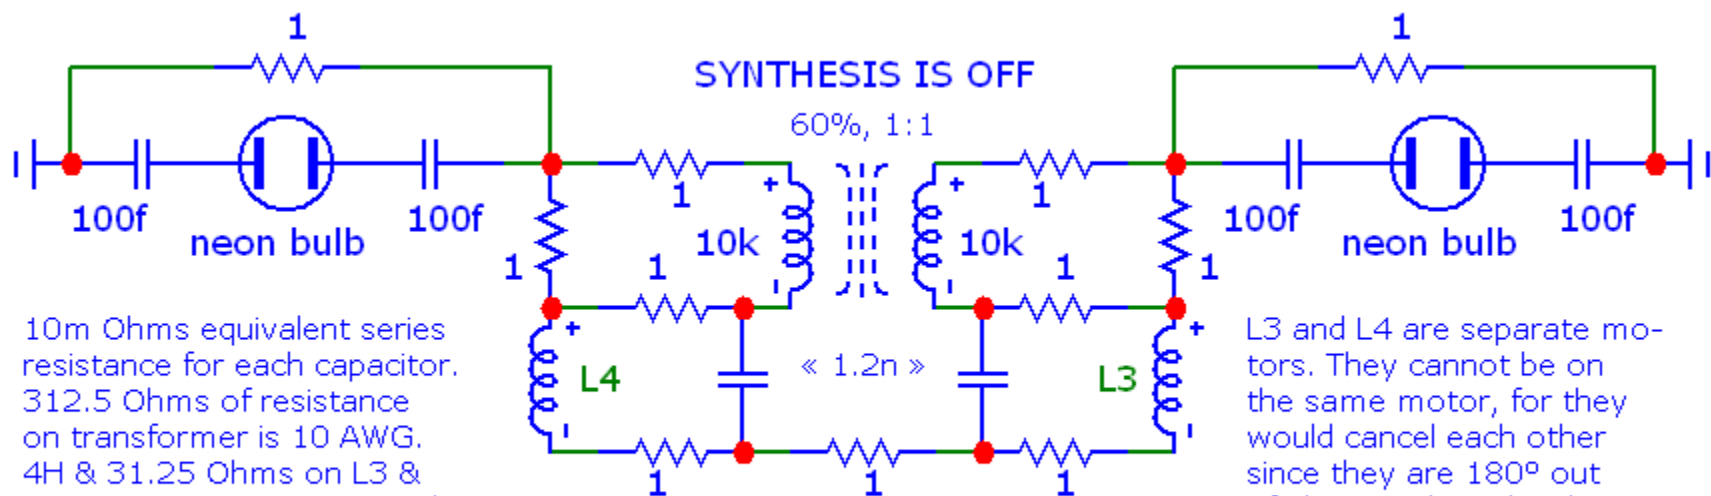 1
1
SYNTHESIS IS OFF
60%, 1:1
+
+
1
1
100f
100f
neon bulb
10k
10k
100f
100f
neon bulb
1
1
1
1
+
+
L4
« 1.2n »
L3
1
1
1
10m Ohms equivalent series
resistance for each capacitor.
312.5 Ohms of resistance
on transformer is 10 AWG.
4H & 31.25 Ohms on L3 &
L3 and L4 are separate mo-
tors. They cannot be on
the same motor, for they
would cancel each other
since they are 180º out